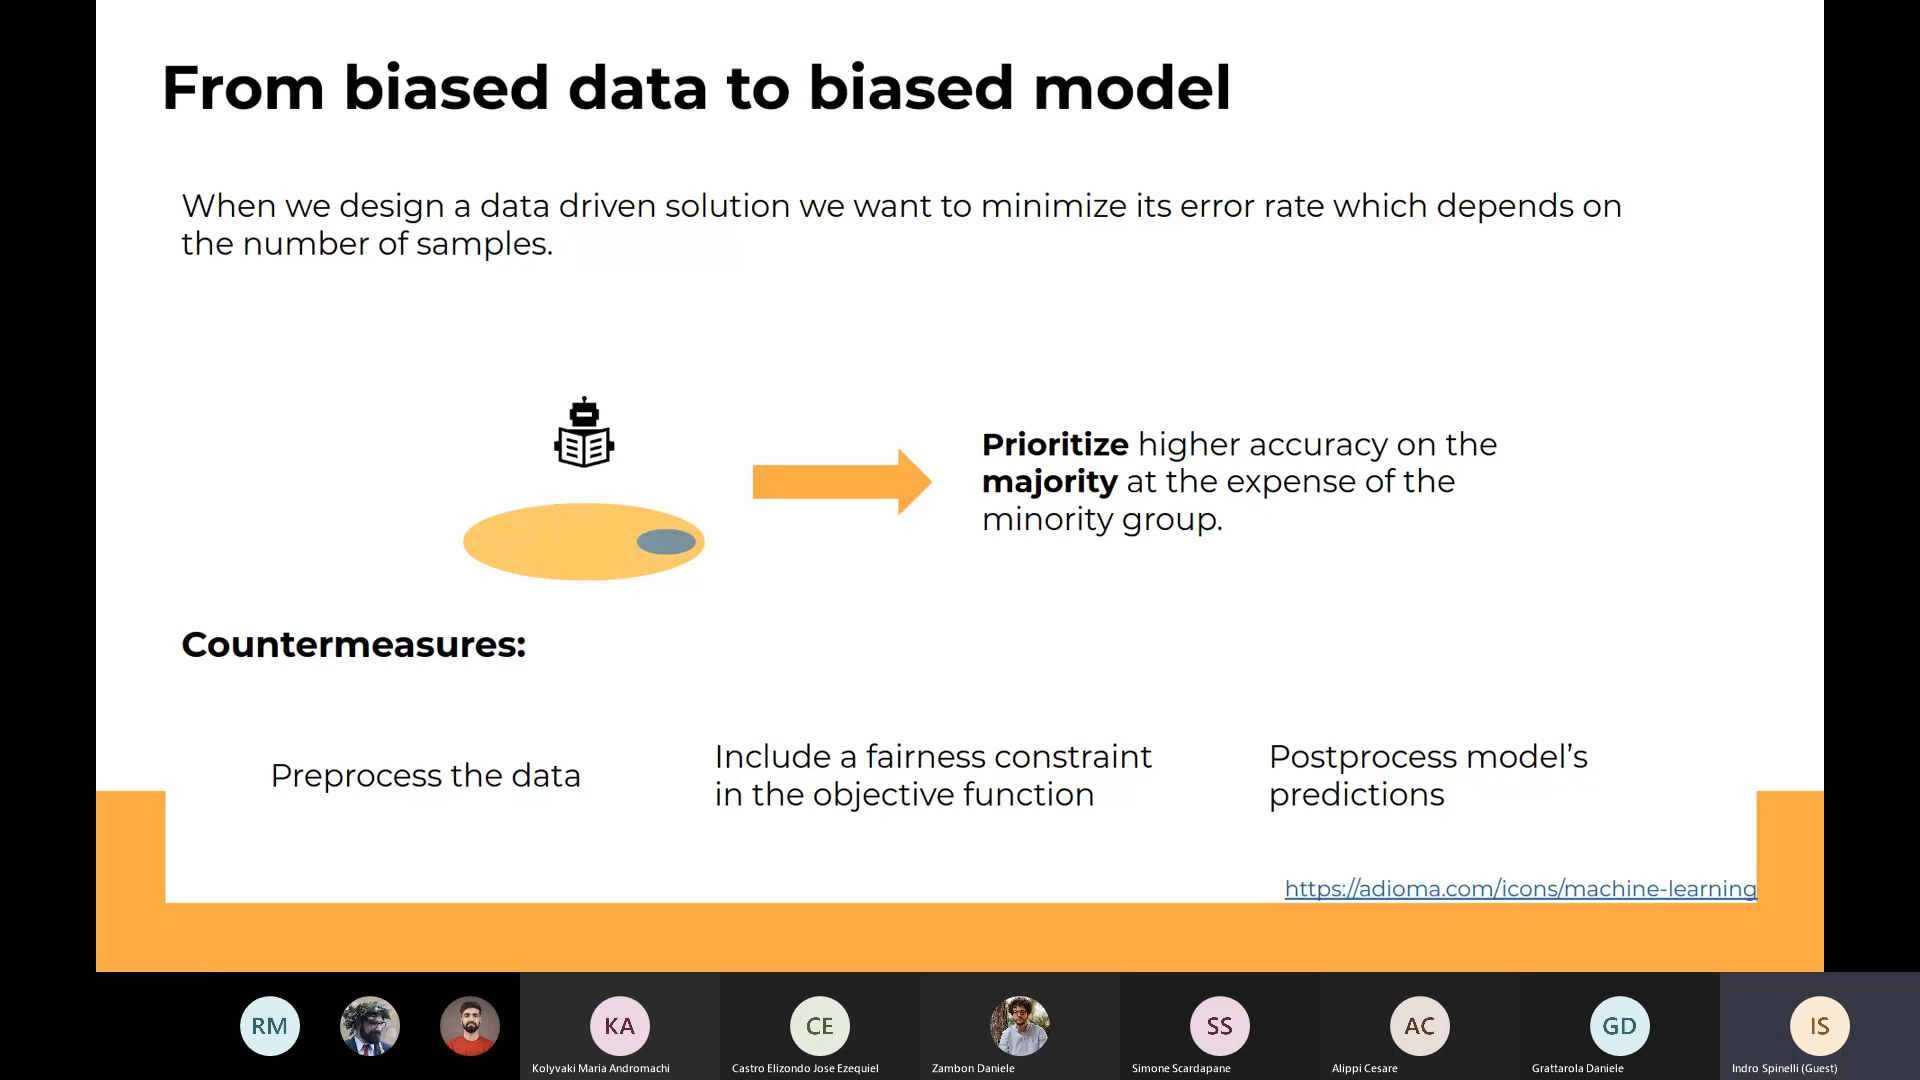 From biased data to biased model
When we design a data driven solution we want to minimize its error rate which depends on
the number of samples.
Prioritize higher accuracy on the
majority at the expense of the
minority group.
Countermeasures:
Preprocess the data
Include a fairness constraint
in the objective function
Postprocess model’s
predictions
https://adioma.com/icons/machine-learning
RM
KA
Kolyvaki Maria Andromachi
CE
Castro Elizondo Jose Ezequiel
Zambon Daniele
SS
Simone Scardapane
AC
Alippi Cesare
GD
Grattarola Daniele
IS
Indro Spinelli (Guest)